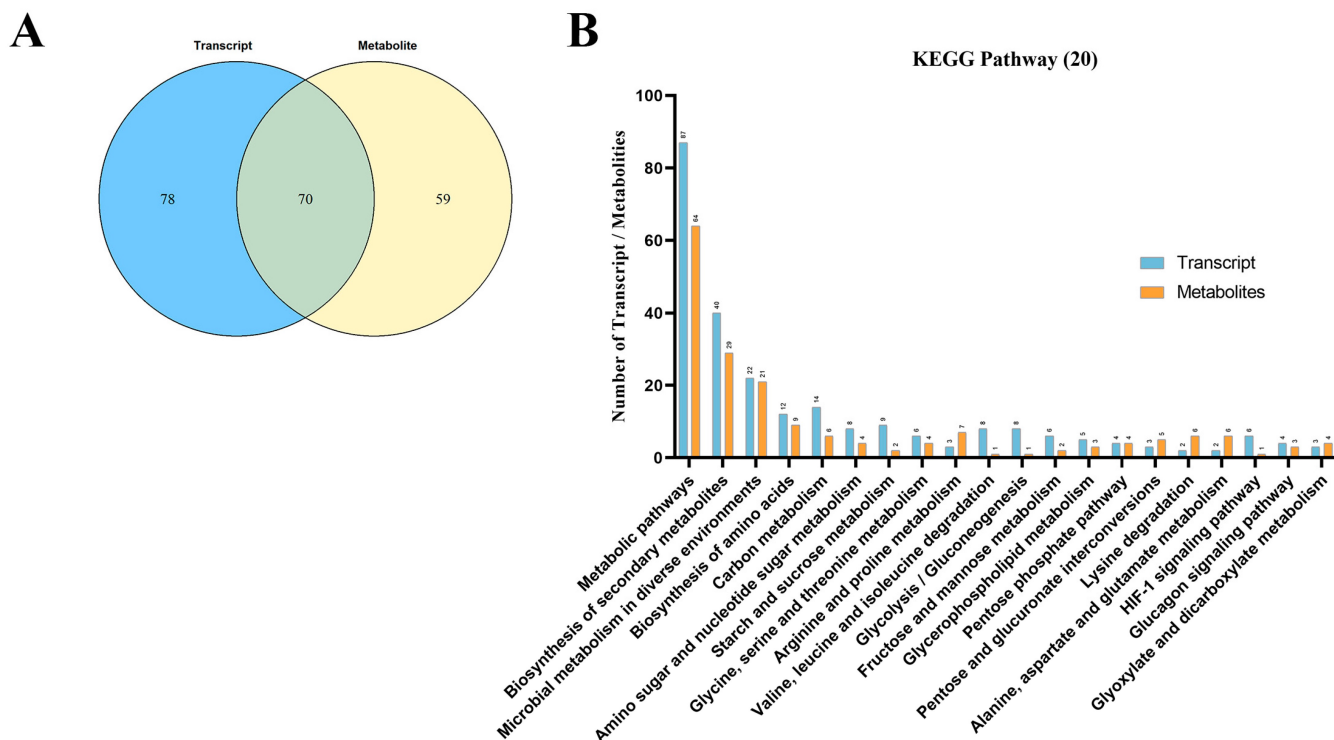 A
Transcript
Metabolite
78
70
59
B
KEGG Pathway (20)
Number of Transcript / Metabolities
100
80
60
40
20
0
87
64
40
29
22
21
12
9
14
6
8
4
9
2
6
4
3
7
8
1
8
1
6
2
5
3
4
4
3
5
2
6
2
6
6
1
4
3
3
4
Transcript
Metabolites
Metabolic pathways
Biosynthesis of secondary metabolites
Microbial metabolism in diverse environments
Biosynthesis of amino acids
Carbon metabolism
Amino sugar and nucleotide sugar metabolism
Starch and sucrose metabolism
Glycine, serine and threonine metabolism
Arginine and proline metabolism
Valine, leucine and isoleucine degradation
Glycolysis / Gluconeogenesis
Fructose and mannose metabolism
Glycerophospholipid metabolism
Pentose phosphate pathway
Pentose and glucuronate interconversions
Lysine degradation
Alanine, aspartate and glutamate metabolism
HIF-1 signaling pathway
Glucagon signaling pathway
Glyoxylate and dicarboxylate metabolism